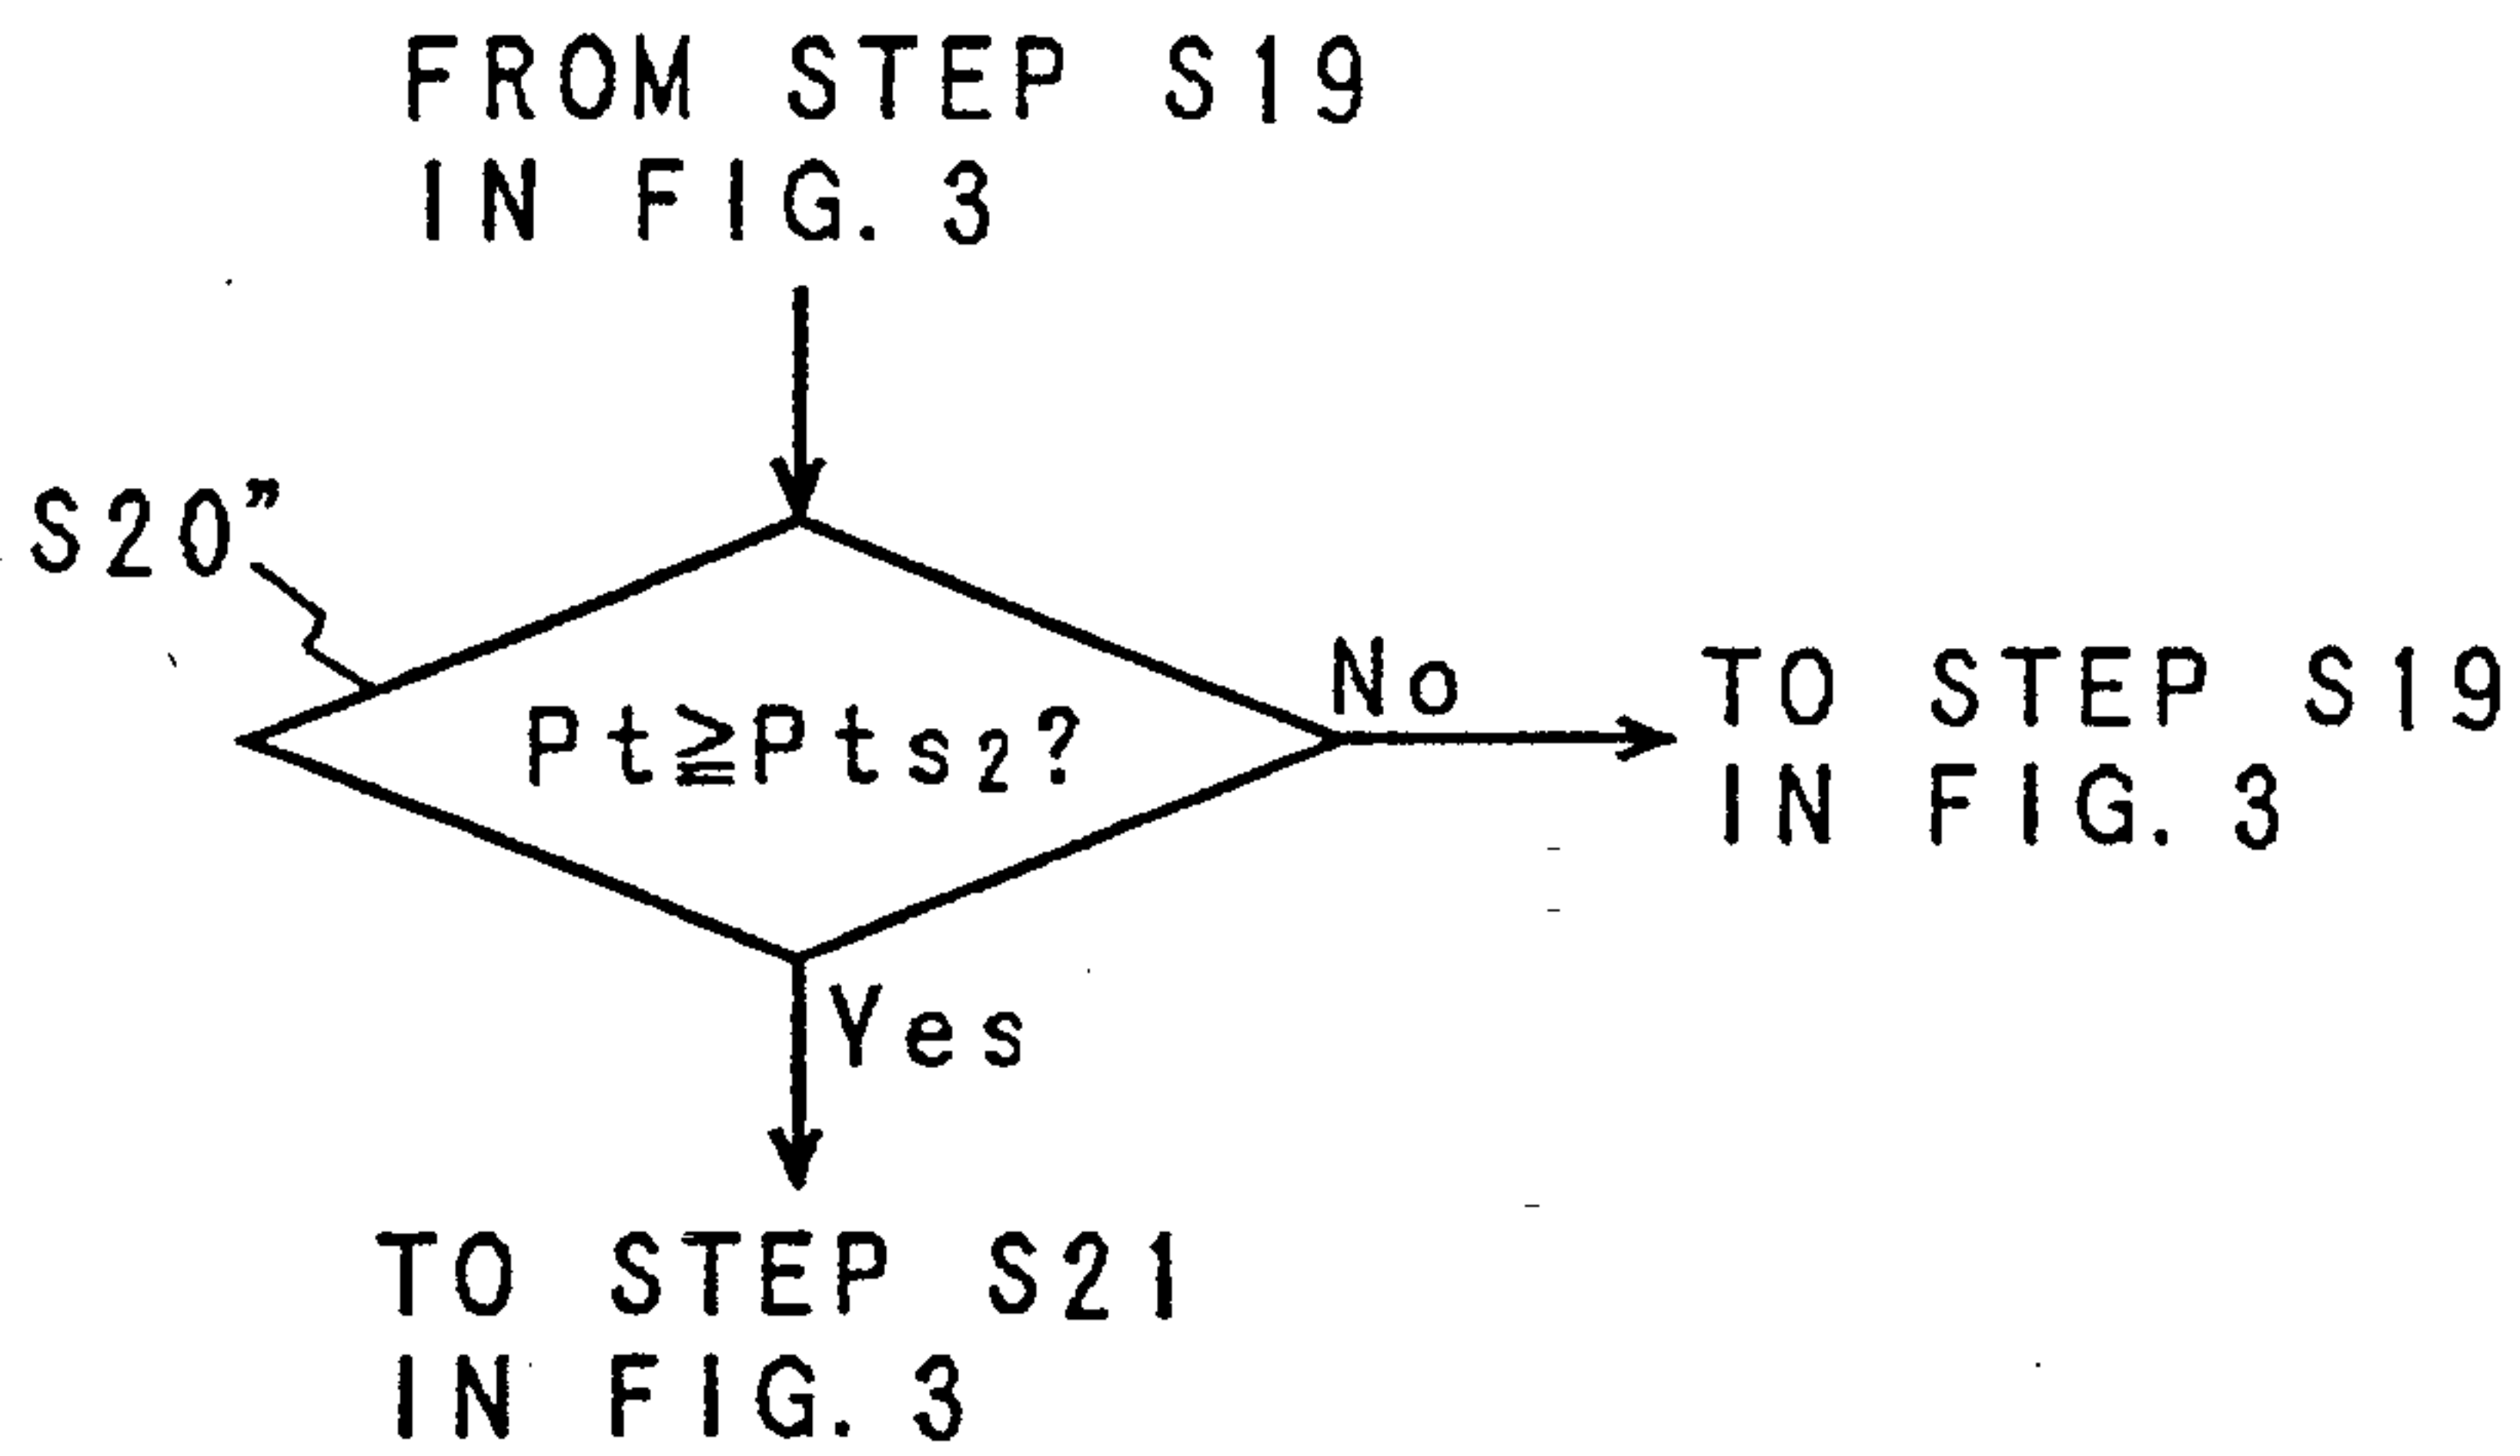 FROM STEP S19
IN FIG. 3
S20”
Pt≧Pts₂?
No
TO STEP S19
IN FIG. 3
Yes
TO STEP S21
IN FIG. 3